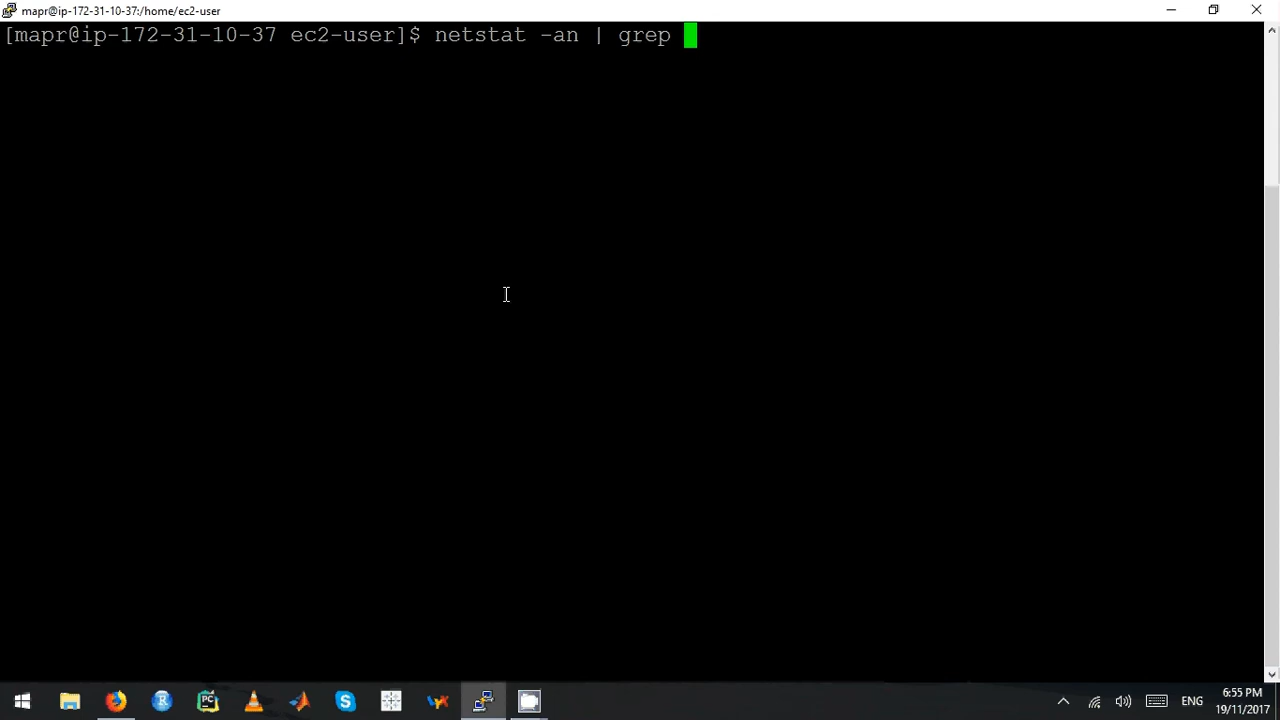 mapr@ip-172-31-10-37:/home/ec2-user
[mapr@ip-172-31-10-37 ec2-user]$ netstat -an | grep
R
PC
S
ENG
6:55 PM
19/11/2017